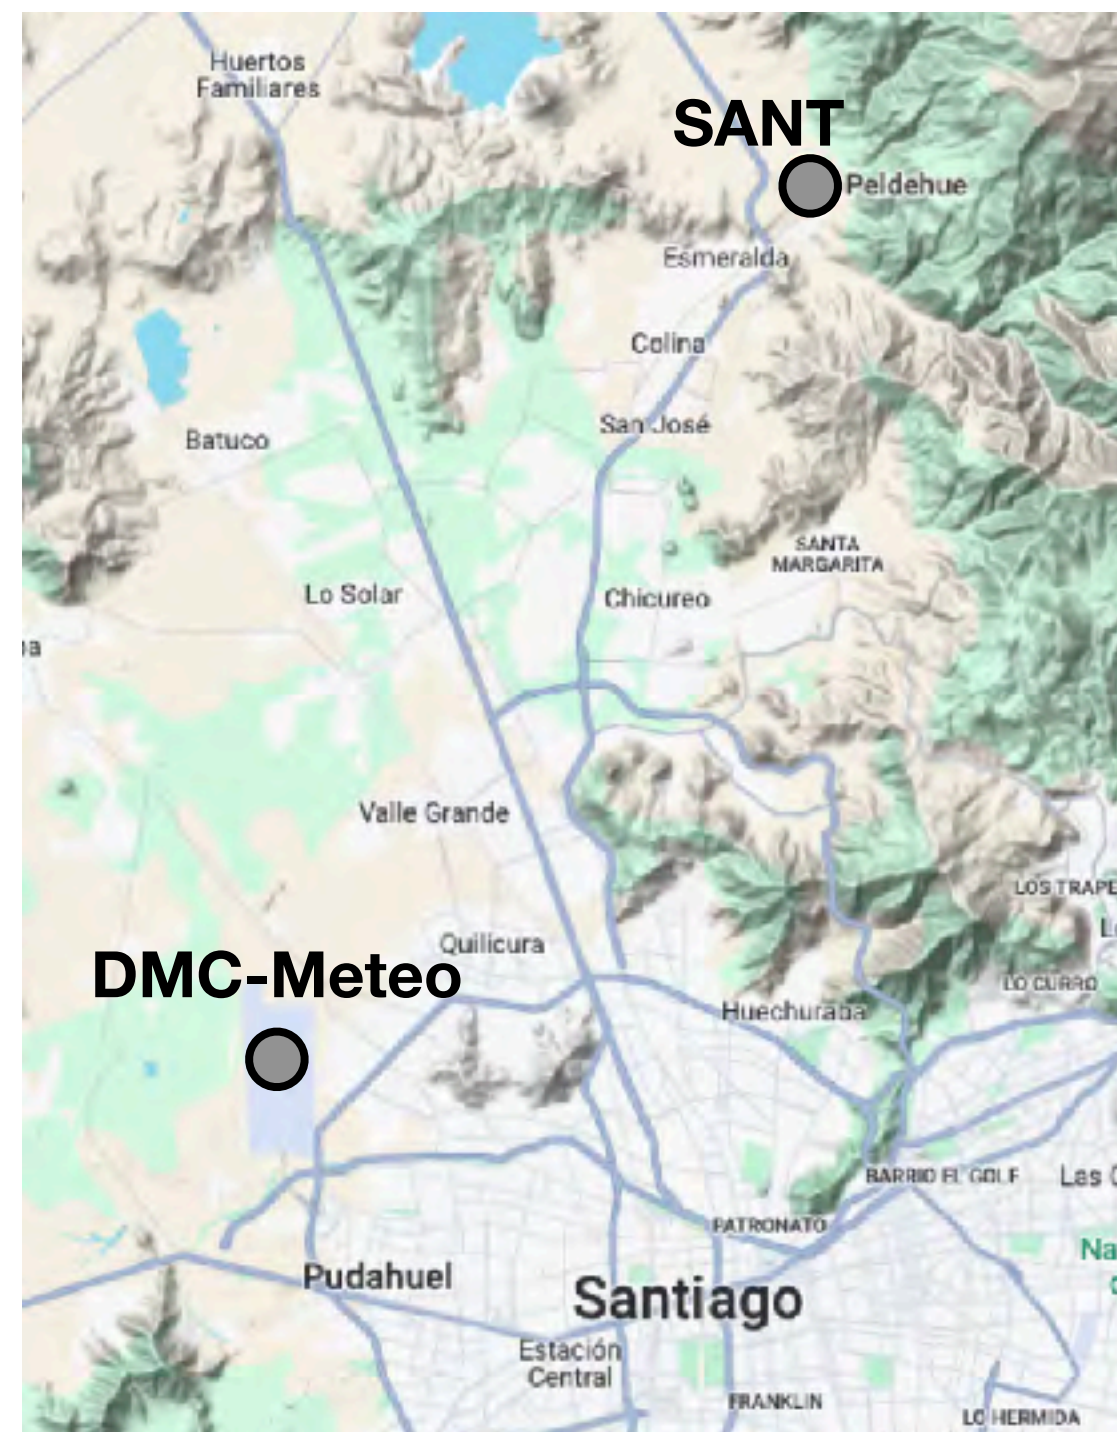 Huertos
Familiares
SANT
Peldehue
Esmeralda
Colina
San José
Batuco
SANTA
MARGARITA
Lo Solar
Chicureo
Valle Grande
LOS
Quilicura
DMC-Meteo
LO CURRO
Huechuraba
BARRIO EL GOLF
Las
PATRONATO
Pudahuel
Santiago
Estación
Central
FRANKLIN
LO HERMIDA